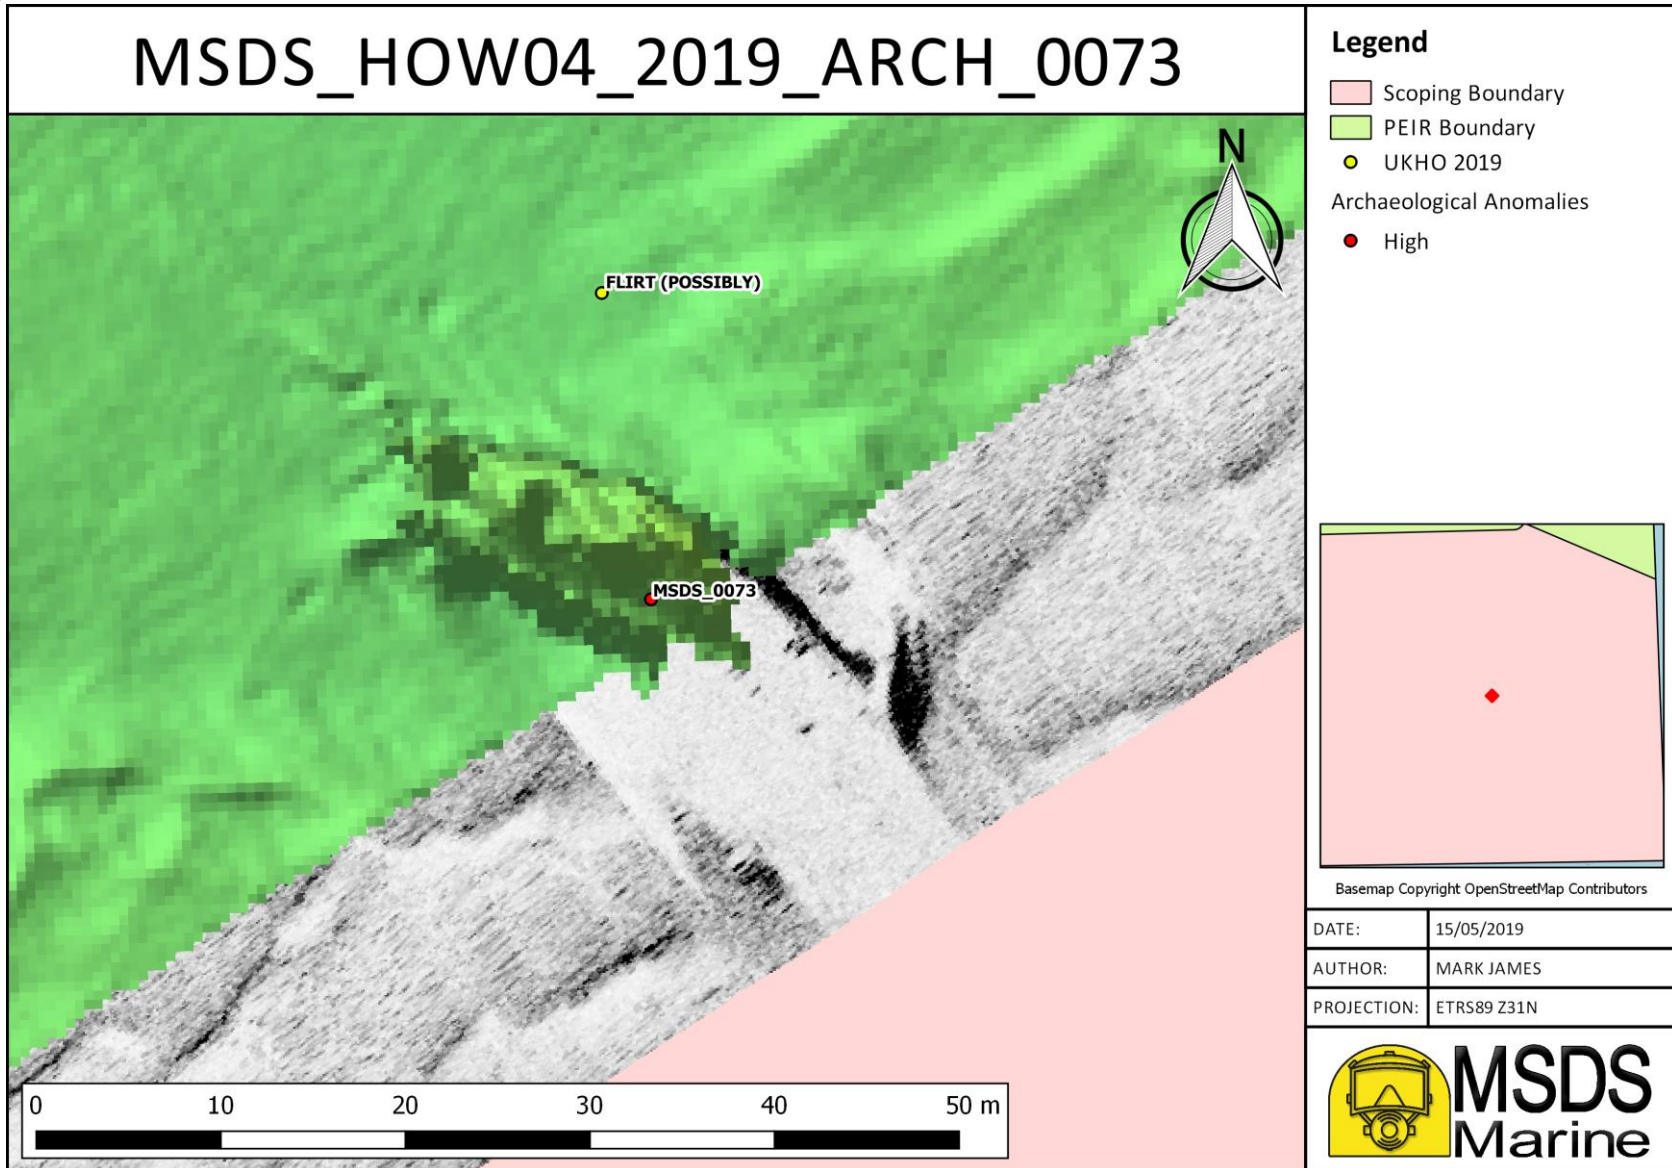 MSDS_HOW04_2019_ARCH_0073
N
FLIRT (POSSIBLY)
MSDS_0073
0 10 20 30 40 50 m
Legend
Scoping Boundary
PEIR Boundary
UKHO 2019
Archaeological Anomalies
High
Basemap Copyright OpenStreetMap Contributors
DATE: 15/05/2019
AUTHOR: MARK JAMES
PROJECTION: ETRS89 Z31N
MSDS
Marine